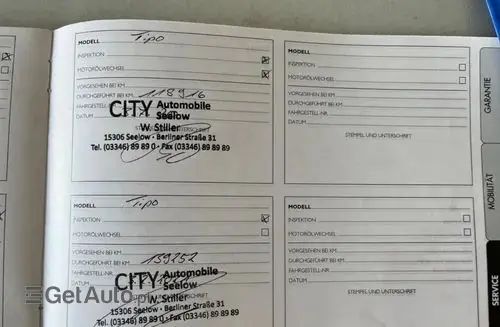 MODELL Tipo
INSPEKTION
MOTORÖLWECHSEL
VORGESEHEN BEI KM
DURCHGEFÜHRT BEI KM 118916
FAHRGESTELL-NR.
DATUM
CITY Automobile
Seelow
W. Stiller
15306 Seelow · Berliner Straße 31
Tel. (03346) 89 89 0 · Fax (03346) 89 89 89
MODELL
INSPEKTION
MOTORÖLWECHSEL
VORGESEHEN BEI KM
DURCHGEFÜHRT BEI KM
FAHRGESTELL-NR.
DATUM
STEMPEL UND UNTERSCHRIFT
MODELL Tipo
INSPEKTION
MOTORÖLWECHSEL
VORGESEHEN BEI KM
DURCHGEFÜHRT BEI KM 139252
FAHRGESTELL-NR.
DATUM
CITY Automobile
Seelow
W. Stiller
15306 Seelow · Berliner Straße 31
Tel. (03346) 89 89 0 · Fax (03346) 89 89 89
MODELL
INSPEKTION
MOTORÖLWECHSEL
VORGESEHEN BEI KM
DURCHGEFÜHRT BEI KM
FAHRGESTELL-NR.
DATUM
STEMPEL UND UNTERSCHRIFT
GARANTIE
MOBILITÄT
SERVICE